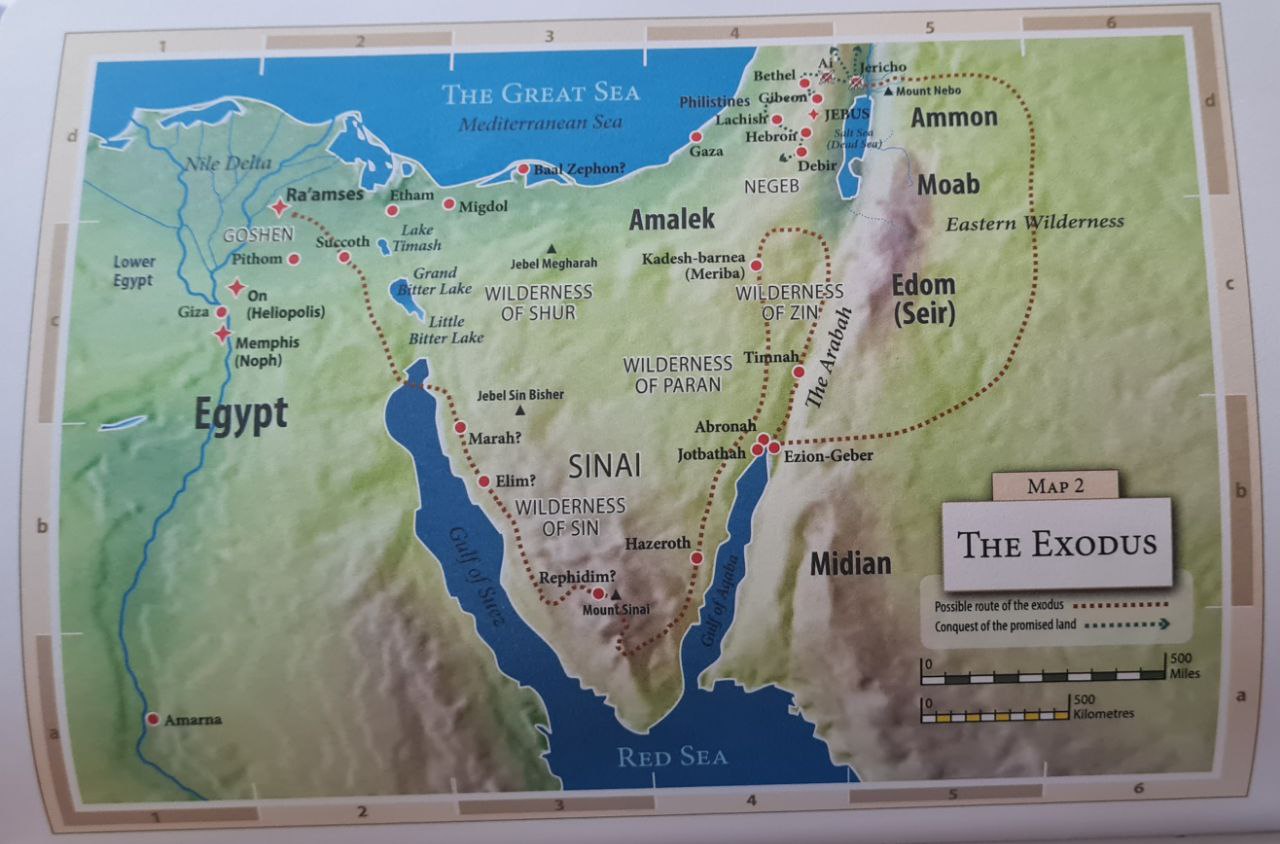 1
2
3
4
5
6
d
c
b
a
THE GREAT SEA
Mediterranean Sea
Nile Delta
Ra'amses
GOSHEN
Etham
Migdol
Baal Zephon?
Gaza
Philistines
Bethel
Ai
Jericho
Gibeon
Lachish
JEBUS
Hebron
Debir
Mount Nebo
Salt Sea
(Dead Sea)
Ammon
Moab
NEGEB
Amalek
Eastern Wilderness
Succoth
Lake
Timash
Pithom
Lower
Egypt
On
(Heliopolis)
Giza
Memphis
(Noph)
Grand
Bitter Lake
Little
Bitter Lake
Jebel Megharah
WILDERNESS
OF SHUR
Kadesh-barnea
(Meriba)
WILDERNESS
OF ZIN
Edom
(Seir)
The Arabah
Timnah
WILDERNESS
OF PARAN
Egypt
Jebel Sin Bisher
Marah?
Elim?
SINAI
WILDERNESS
OF SIN
Abronah
Jotbathah
Ezion-Geber
Hazeroth
Rephidim?
Mount Sinai
Gulf of Suez
Gulf of Aqaba
Midian
Amarna
RED SEA
MAP 2
THE EXODUS
Possible route of the exodus
Conquest of the promised land
0
500
Miles
0
500
Kilometres
d
c
b
a
1
2
3
4
5
6